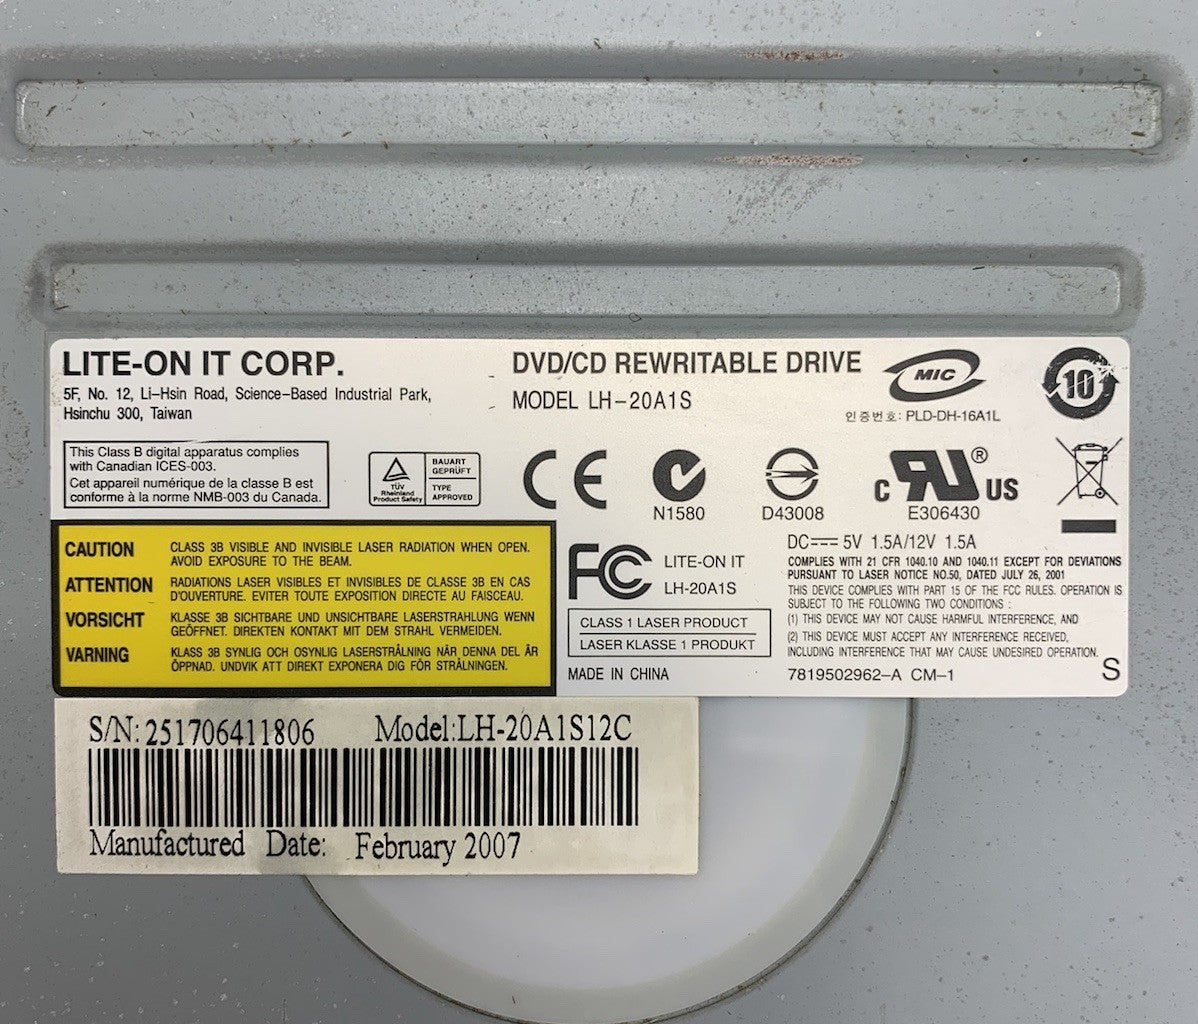 LITE-ON IT CORP.
5F, No. 12, Li-Hsin Road, Science-Based Industrial Park,
Hsinchu 300, Taiwan
DVD/CD REWRITABLE DRIVE
MODEL LH-20A1S
MIC
인증번호: PLD-DH-16A1L
10
This Class B digital apparatus complies
with Canadian ICES-003.
Cet appareil numérique de la classe B est
conforme à la norme NMB-003 du Canada.
TÜV
Rheinland
Product Safety
BAUART
GEPRÜFT
TYPE
APPROVED
CE
N1580
D43008
c RU ® US
E306430
CAUTION CLASS 3B VISIBLE AND INVISIBLE LASER RADIATION WHEN OPEN.
AVOID EXPOSURE TO THE BEAM.
ATTENTION RADIATIONS LASER VISIBLES ET INVISIBLES DE CLASSE 3B EN CAS
D'OUVERTURE. EVITER TOUTE EXPOSITION DIRECTE AU FAISCEAU.
VORSICHT KLASSE 3B SICHTBARE UND UNSICHTBARE LASERSTRAHLUNG WENN
GEÖFFNET. DIREKTEN KONTAKT MIT DEM STRAHL VERMEIDEN.
VARNING KLASS 3B SYNLIG OCH OSYNLIG LASERSTRÅLNING NÄR DENNA DEL ÄR
ÖPPNAD. UNDVIK ATT DIREKT EXPONERA DIG FÖR STRÅLNINGEN.
FC LITE-ON IT
LH-20A1S
CLASS 1 LASER PRODUCT
LASER KLASSE 1 PRODUKT
MADE IN CHINA
DC 5V 1.5A/12V 1.5A
COMPLIES WITH 21 CFR 1040.10 AND 1040.11 EXCEPT FOR DEVIATIONS
PURSUANT TO LASER NOTICE NO.50, DATED JULY 26, 2001
THIS DEVICE COMPLIES WITH PART 15 OF THE FCC RULES. OPERATION IS
SUBJECT TO THE FOLLOWING TWO CONDITIONS :
(1) THIS DEVICE MAY NOT CAUSE HARMFUL INTERFERENCE, AND
(2) THIS DEVICE MUST ACCEPT ANY INTERFERENCE RECEIVED,
INCLUDING INTERFERENCE THAT MAY CAUSE UNDESIRED OPERATION.
7819502962-A CM-1
S
S/N: 251706411806 Model:LH-20A1S12C
Manufactured Date: February 2007